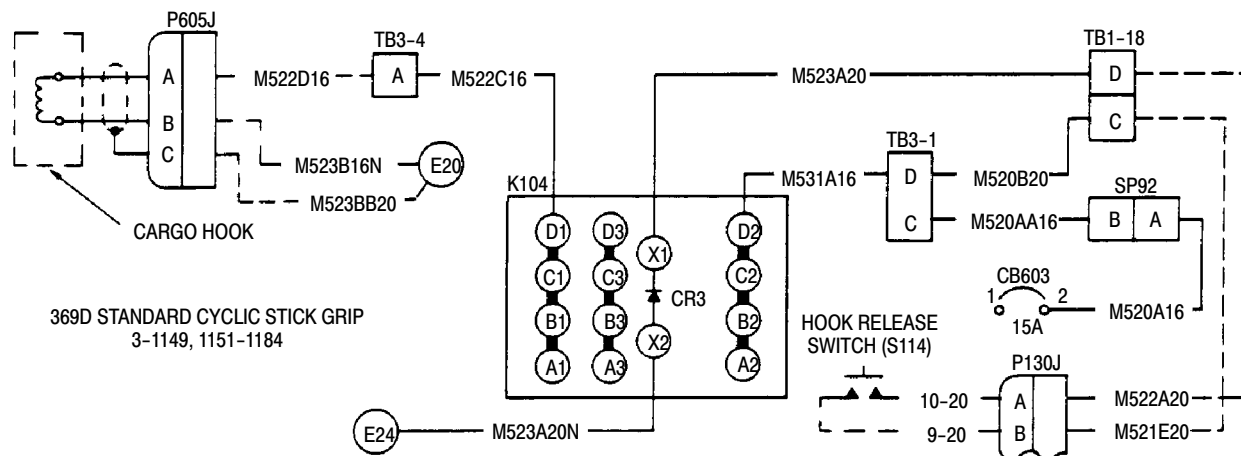 P605J
TB3-4
TB1-18
A
M522D16
A
M522C16
M523A20
D
B
C
C
M523B16N
E20
TB3-1
M523BB20
K104
M531A16
D
M520B20
SP92
CARGO HOOK
D1
D3
D2
C
M520AA16
B
A
X1
C1
C3
C2
CB603
CR3
1
2
M520A16
15A
369D STANDARD CYCLIC STICK GRIP
3-1149, 1151-1184
B1
B3
B2
HOOK RELEASE
SWITCH (S114)
X2
A1
A3
A2
P130J
10-20
A
M522A20
E24
M523A20N
9-20
B
M521E20